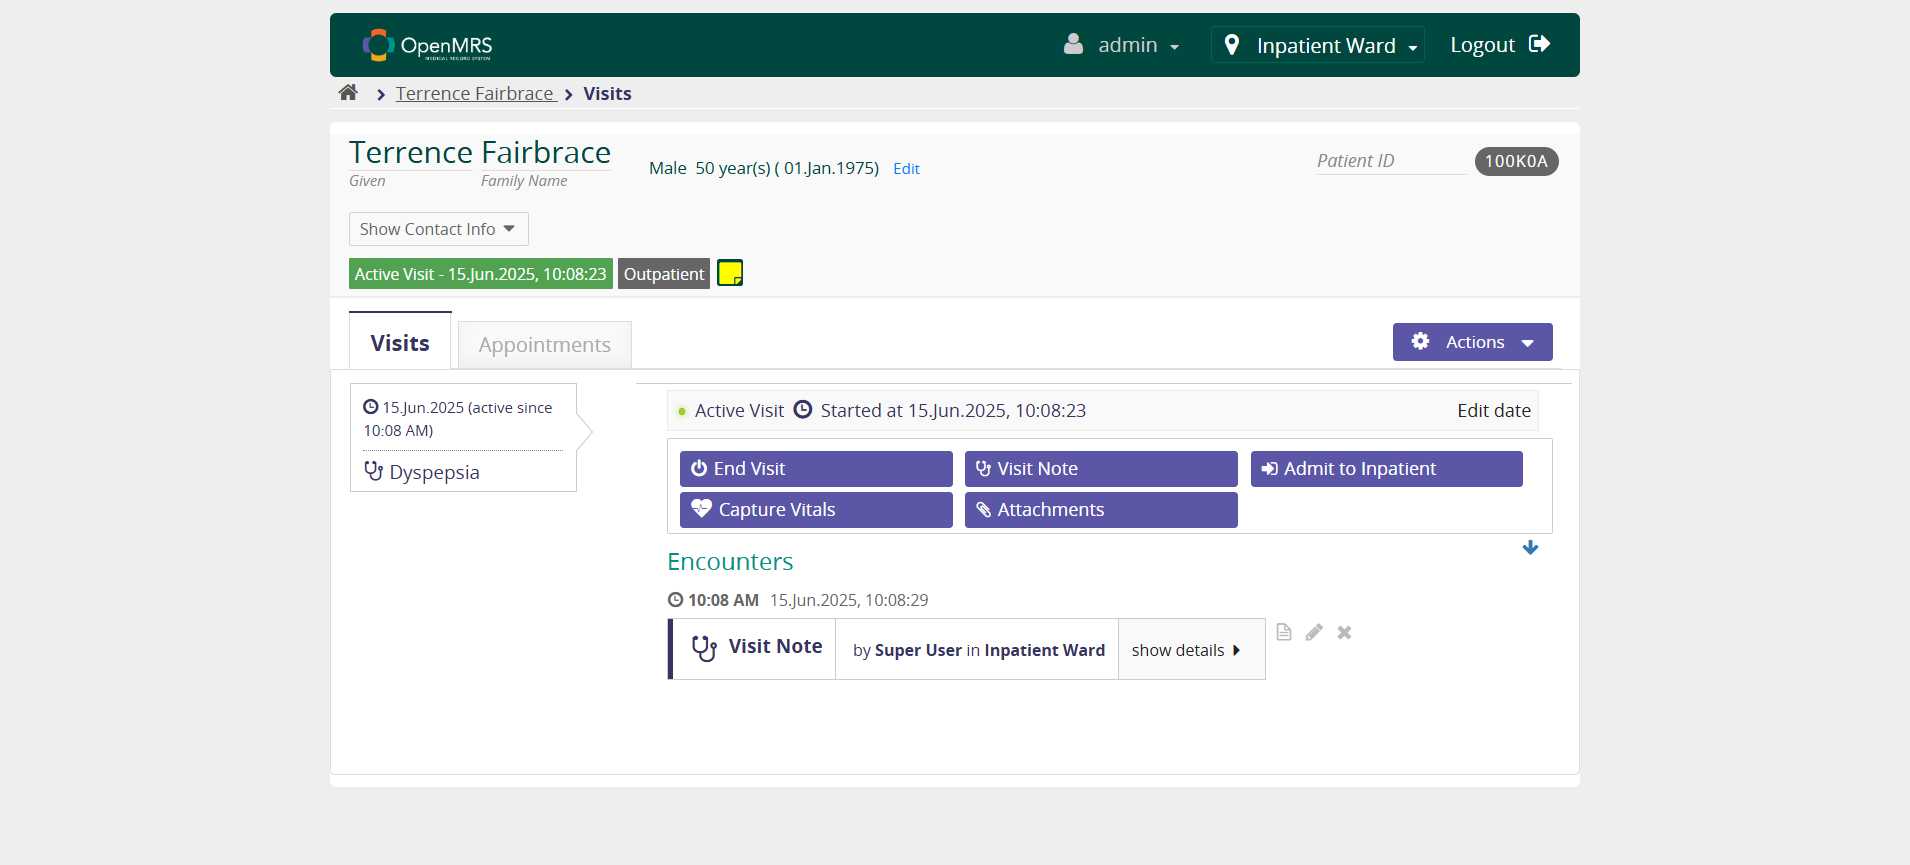 OpenMRS
MEDICAL RECORD SYSTEM
admin
Inpatient Ward
Logout
Terrence Fairbrace
Visits
Terrence Fairbrace
Given Family Name
Male 50 year(s) ( 01.Jan.1975) Edit
Patient ID 100K0A
Show Contact Info
Active Visit - 15.Jun.2025, 10:08:23 Outpatient
Visits
Appointments
Actions
15.Jun.2025 (active since
10:08 AM)
Dyspepsia
Active Visit Started at 15.Jun.2025, 10:08:23 Edit date
End Visit Visit Note Admit to Inpatient
Capture Vitals Attachments
Encounters
10:08 AM 15.Jun.2025, 10:08:29
Visit Note by Super User in Inpatient Ward show details